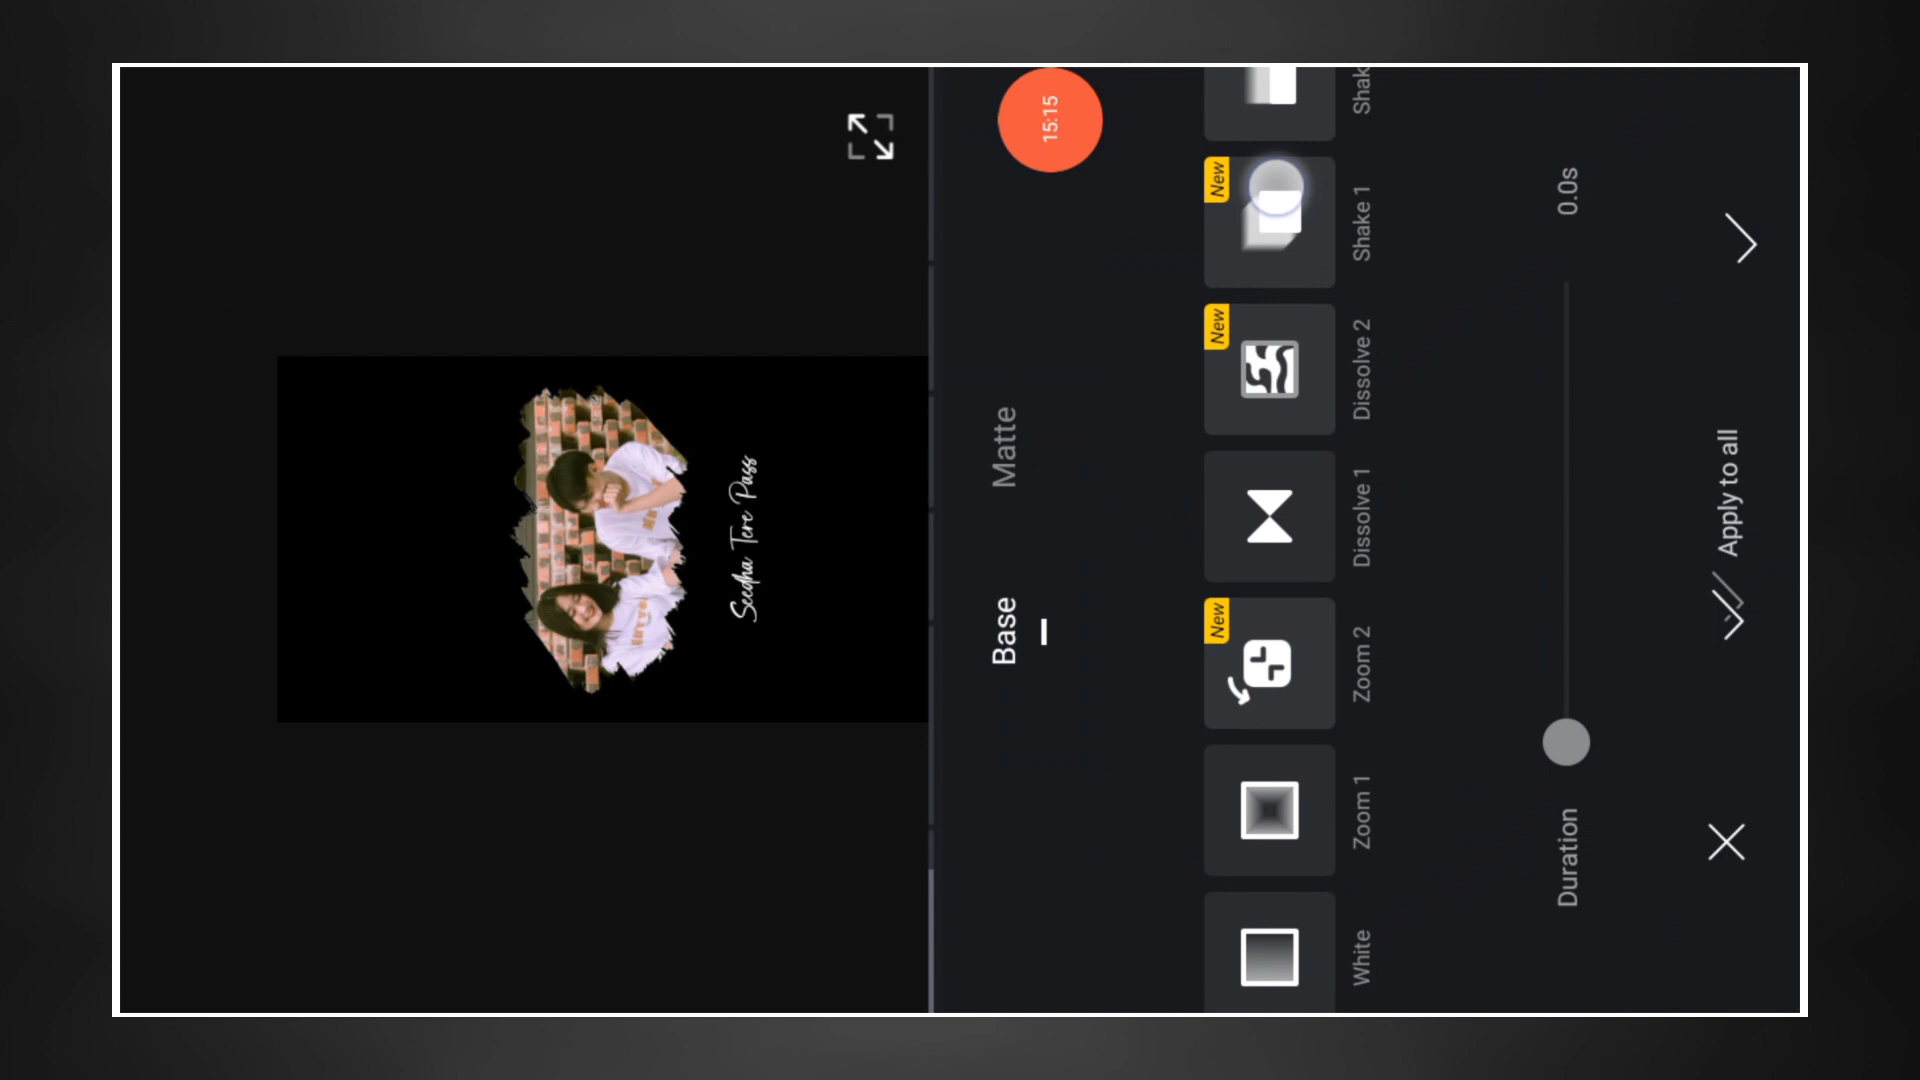 Seedha Tere Pass
Base Matte
15:15
New New New
White Zoom 1 Zoom 2 Dissolve 1 Dissolve 2 Shake 1 Shak
Duration 0.0s
Apply to all